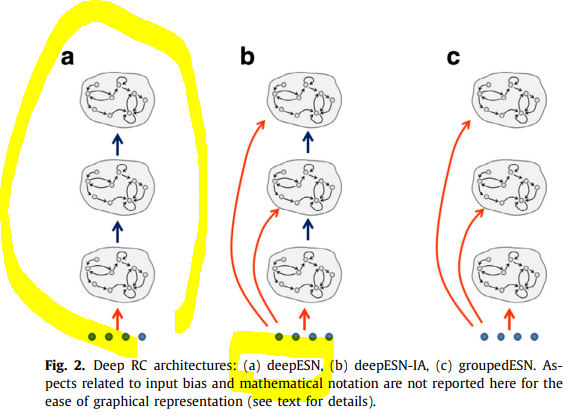 a b c
Fig. 2. Deep RC architectures: (a) deepESN, (b) deepESN-IA, (c) groupedESN. As-
pects related to input bias and mathematical notation are not reported here for the
ease of graphical representation (see text for details).